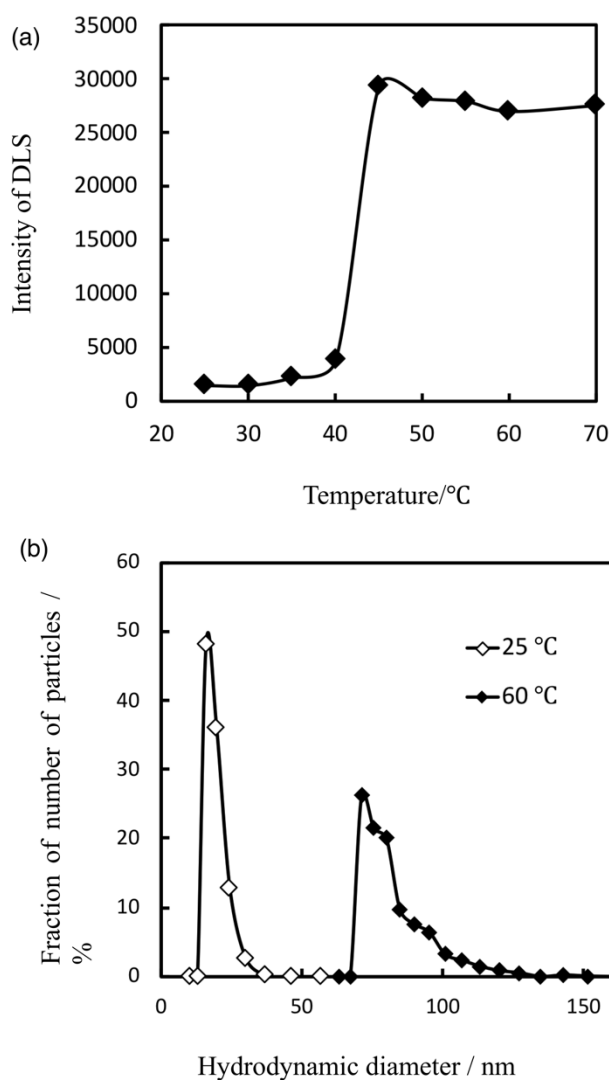 (a)
35000
30000
25000
20000
15000
10000
5000
0
Intensity of DLS
20 30 40 50 60 70
Temperature/°C
(b)
60
50
40
30
20
10
0
Fraction of number of particles /
%
25 °C
60 °C
0 50 100 150
Hydrodynamic diameter / nm